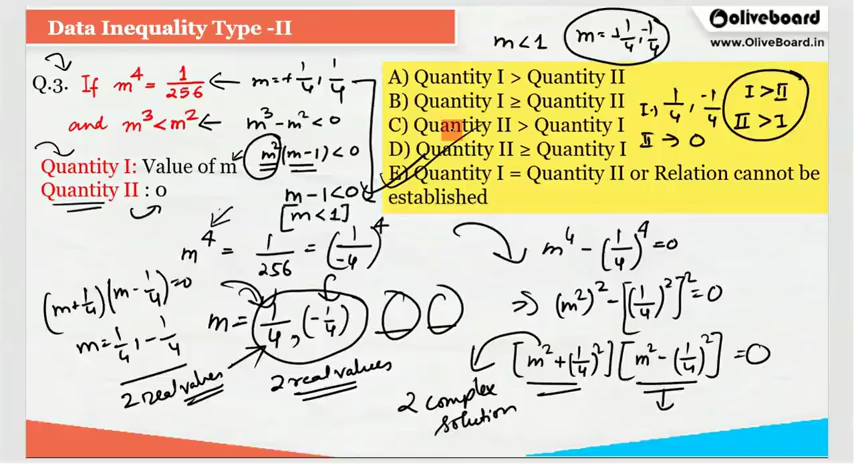 Data Inequality Type -II
Oliveboard
www.OliveBoard.in
Q.3. If m⁴ = 1/256 ← m = + 1/4, 1/4
and m³ < m² ← m³ - m² < 0
m² (m - 1) < 0
m - 1 < 0
[m < 1]
Quantity I: Value of m
Quantity II : 0
m < 1 m = + 1/4, -1/4
A) Quantity I > Quantity II
B) Quantity I ≥ Quantity II
C) Quantity II > Quantity I
D) Quantity II ≥ Quantity I
E) Quantity I = Quantity II or Relation cannot be
established
I → 1/4, -1/4
II → 0
I > II
II > I
m⁴ = 1/256 = (1/-4)⁴
m = 1/4, (-1/4)
2 real values
(m + 1/4) (m - 1/4) = 0
m = 1/4, - 1/4
2 real values
m⁴ - (1/4)⁴ = 0
⇒ (m²)² - [(1/4)²]² = 0
[m² + (1/4)²] [m² - (1/4)²] = 0
2 complex
solution